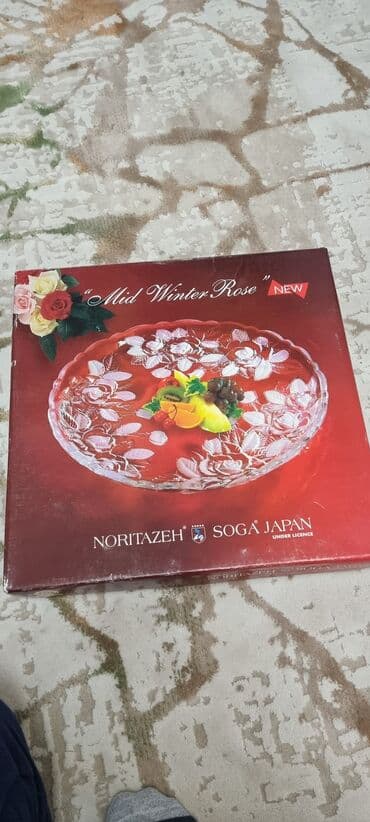 "Mid Winter Rose"
NEW
NORITAZEH® SOGA® JAPAN
UNDER LICENCE